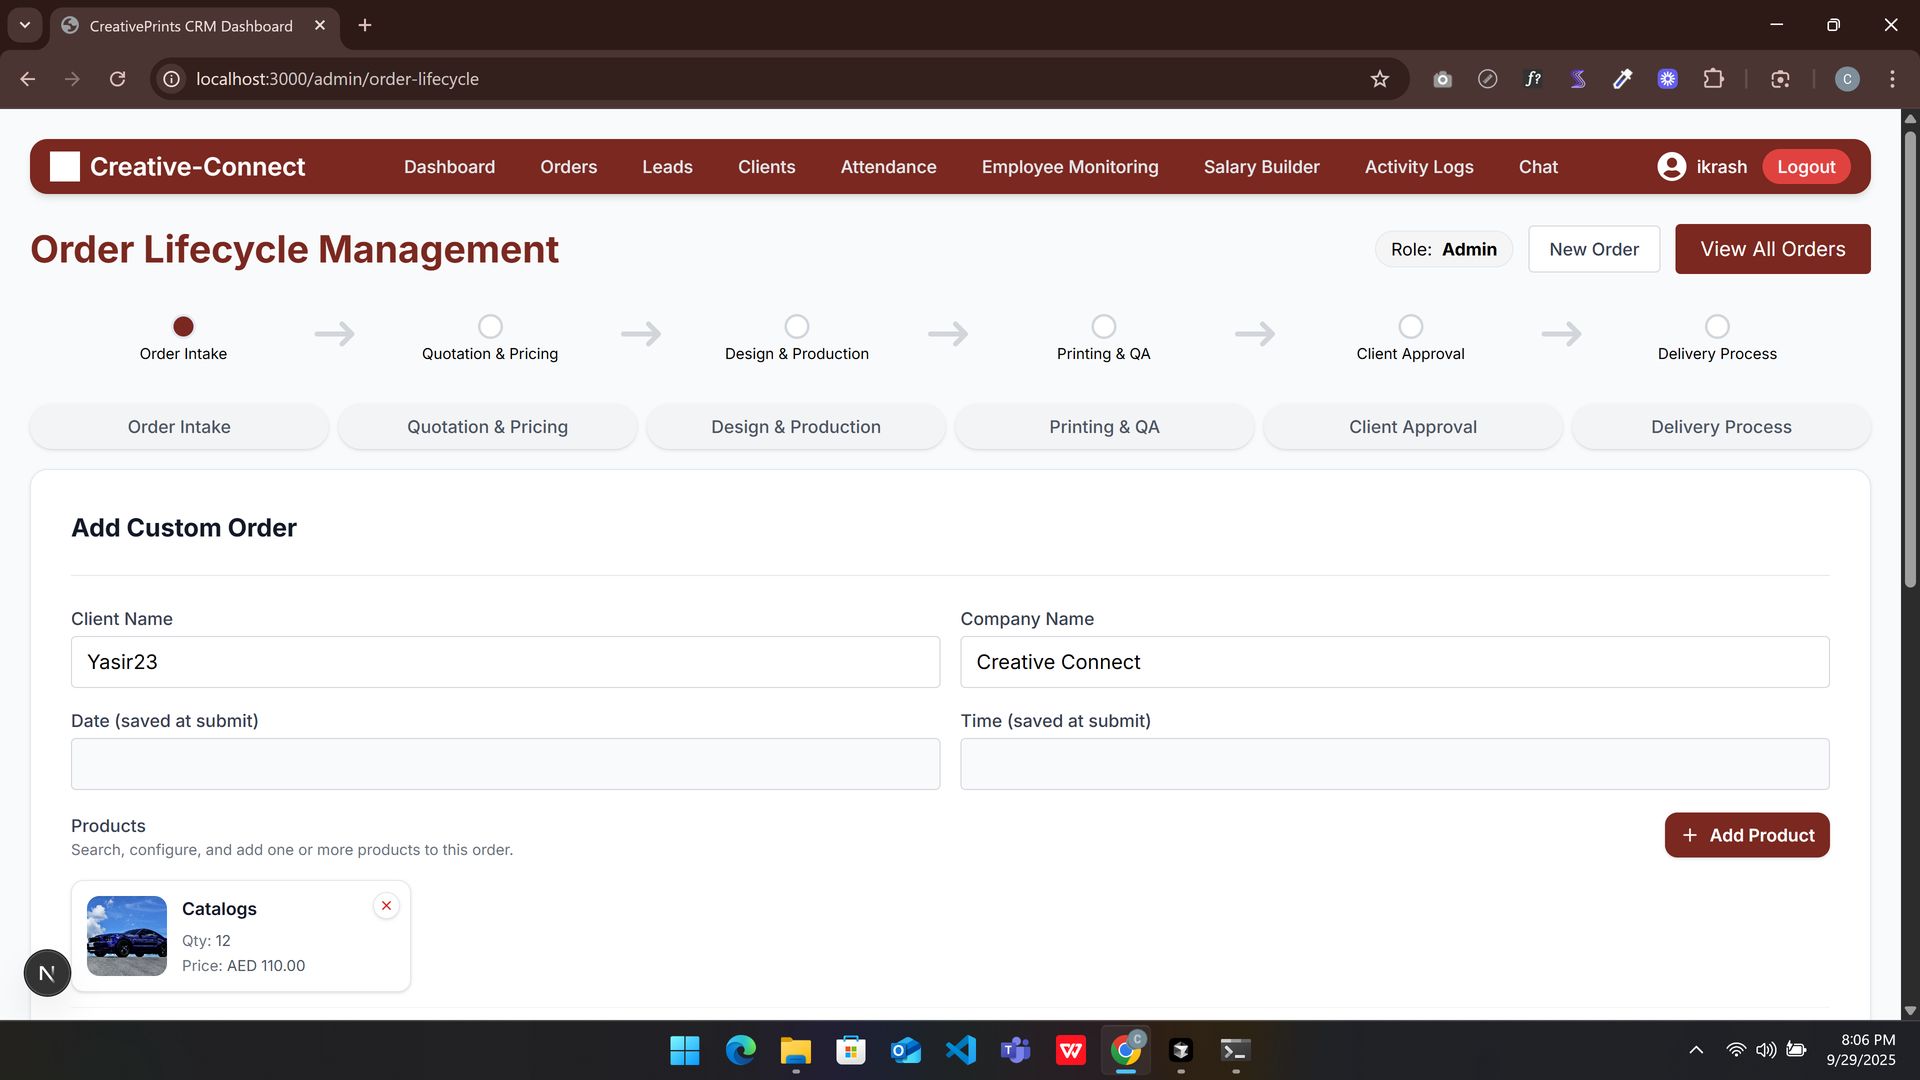 CreativePrints CRM Dashboard
localhost:3000/admin/order-lifecycle
f?
C
Creative-Connect
Dashboard
Orders
Leads
Clients
Attendance
Employee Monitoring
Salary Builder
Activity Logs
Chat
ikrash
Logout
Order Lifecycle Management
Role: Admin
New Order
View All Orders
Order Intake
Quotation & Pricing
Design & Production
Printing & QA
Client Approval
Delivery Process
Order Intake
Quotation & Pricing
Design & Production
Printing & QA
Client Approval
Delivery Process
Add Custom Order
Client Name
Company Name
Yasir23
Creative Connect
Date (saved at submit)
Time (saved at submit)
Products
Search, configure, and add one or more products to this order.
+ Add Product
Catalogs
Qty: 12
Price: AED 110.00
N
8:06 PM
9/29/2025